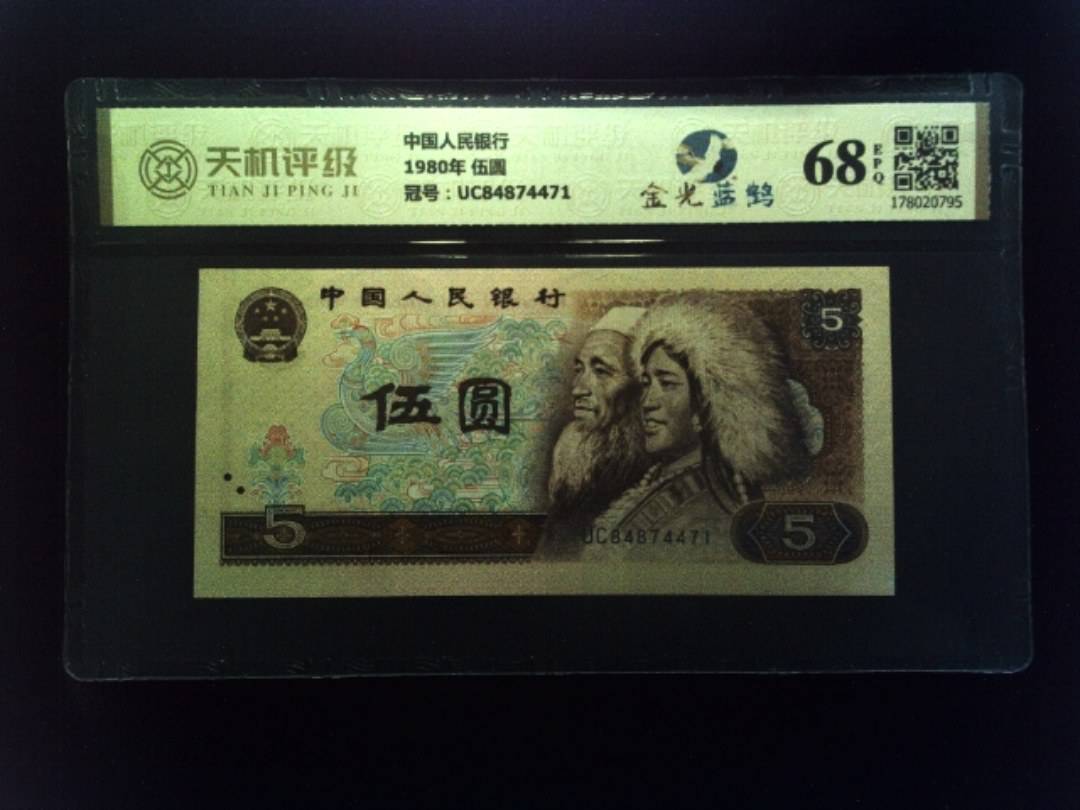 天机评级
TIAN JI PING JI
中国人民银行
1980年 伍圆
冠号：UC84874471
金光蓝鹤
68
EPQ
178020795
中国人民银行
5
伍圆
5
UC84874471
5